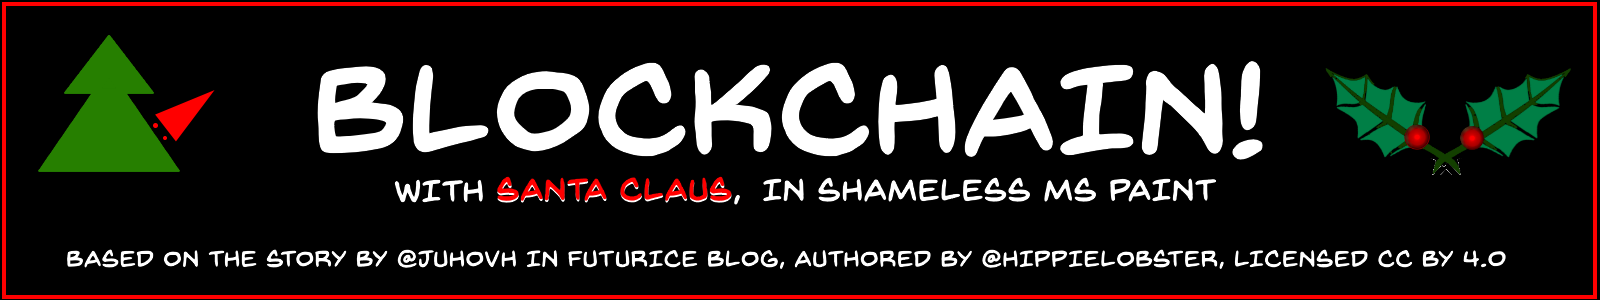 BLOCKCHAIN!
WITH SANTA CLAUS, IN SHAMELESS MS PAINT
BASED ON THE STORY BY @JUHOVH IN FUTURICE BLOG, AUTHORED BY @HIPPIELOBSTER, LICENSED CC BY 4.0